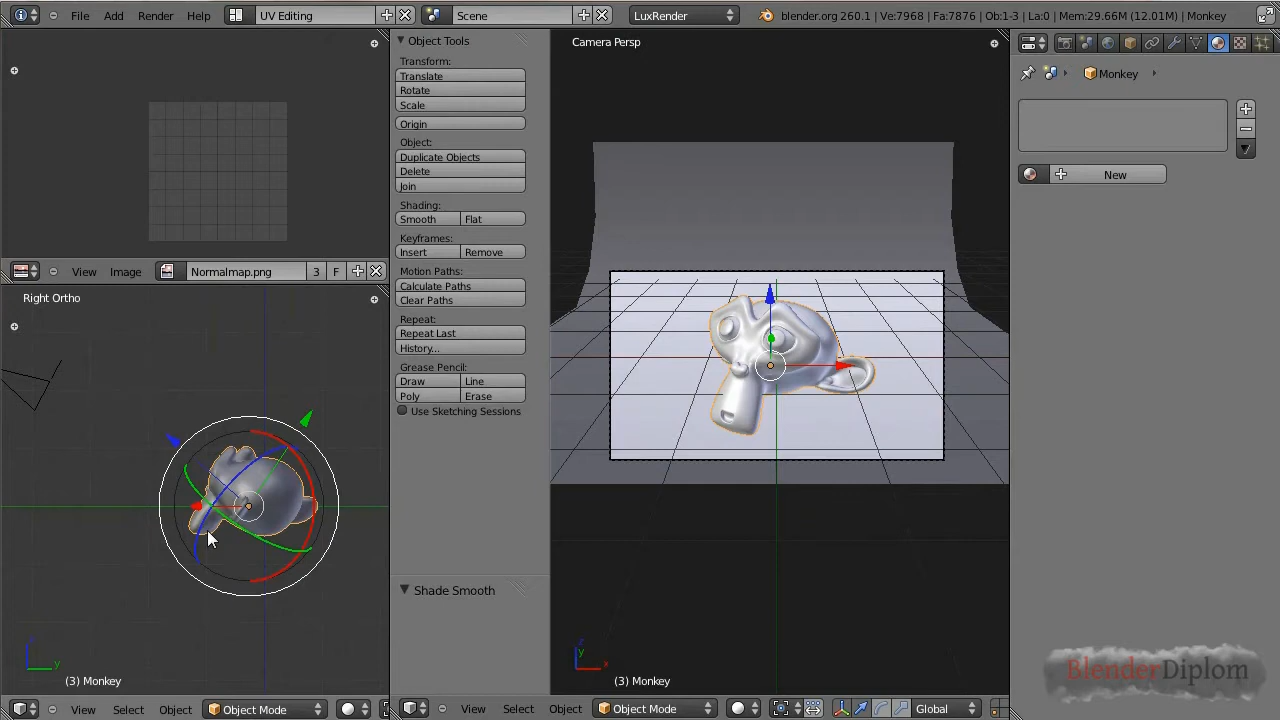 File Add Render Help UV Editing Scene LuxRender blender.org 260.1 | Ve:7968 | Fa:7876 | Ob:1-3 | La:0 | Mem:29.66M (12.01M) | Monkey
Object Tools
Transform:
Translate
Rotate
Scale
Origin
Object:
Duplicate Objects
Delete
Join
Shading:
Smooth Flat
Keyframes:
Insert Remove
Motion Paths:
Calculate Paths
Clear Paths
Repeat:
Repeat Last
History...
Grease Pencil:
Draw Line
Poly Erase
Use Sketching Sessions
Shade Smooth
View Image Normalmap.png 3 F
Right Ortho
z
y
(3) Monkey
View Select Object Object Mode
Camera Persp
z
y
x
(3) Monkey
View Select Object Object Mode Global
Monkey
New
BlenderDiplom